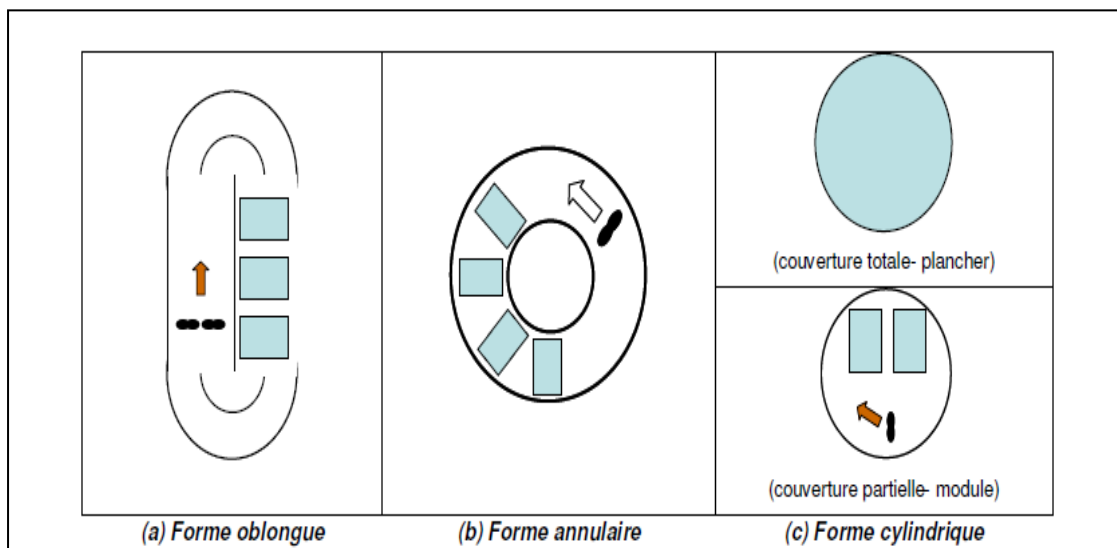 (couverture totale- plancher)
(couverture partielle- module)
(a) Forme oblongue
(b) Forme annulaire
(c) Forme cylindrique